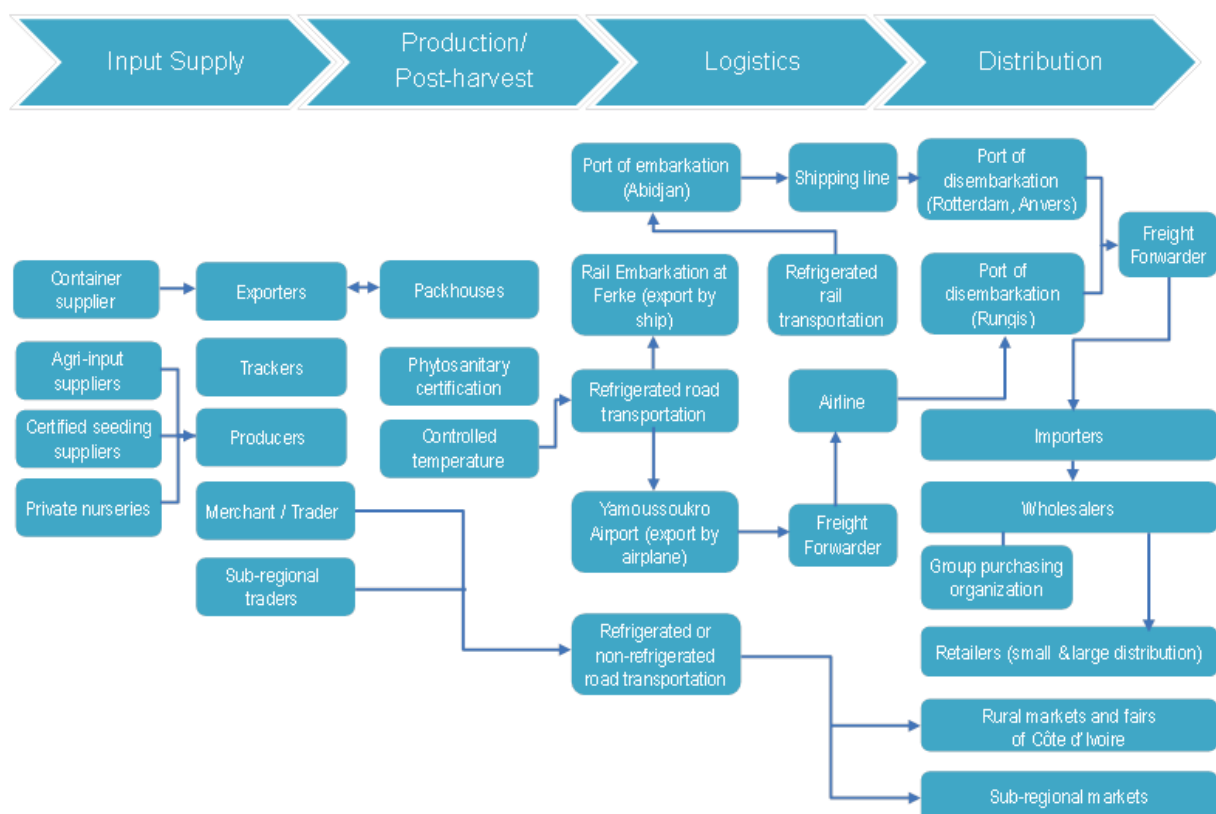 Input Supply
Production/
Post-harvest
Logistics
Distribution
Port of embarkation
(Abidjan)
Shipping line
Port of
disembarkation
(Rotterdam, Anvers)
Freight
Forwarder
Container
supplier
Exporters
Packhouses
Rail Embarkation at
Ferke (export by
ship)
Refrigerated
rail
transportation
Port of
disembarkation
(Rungis)
Agri-input
suppliers
Trackers
Phytosanitary
certification
Refrigerated road
transportation
Airline
Certified seeding
suppliers
Producers
Controlled
temperature
Importers
Private nurseries
Merchant / Trader
Yamoussoukro
Airport (export by
airplane)
Freight
Forwarder
Wholesalers
Sub-regional
traders
Group purchasing
organization
Refrigerated or
non-refrigerated
road transportation
Retailers (small & large distribution)
Rural markets and fairs
of Côte d'Ivoire
Sub-regional markets